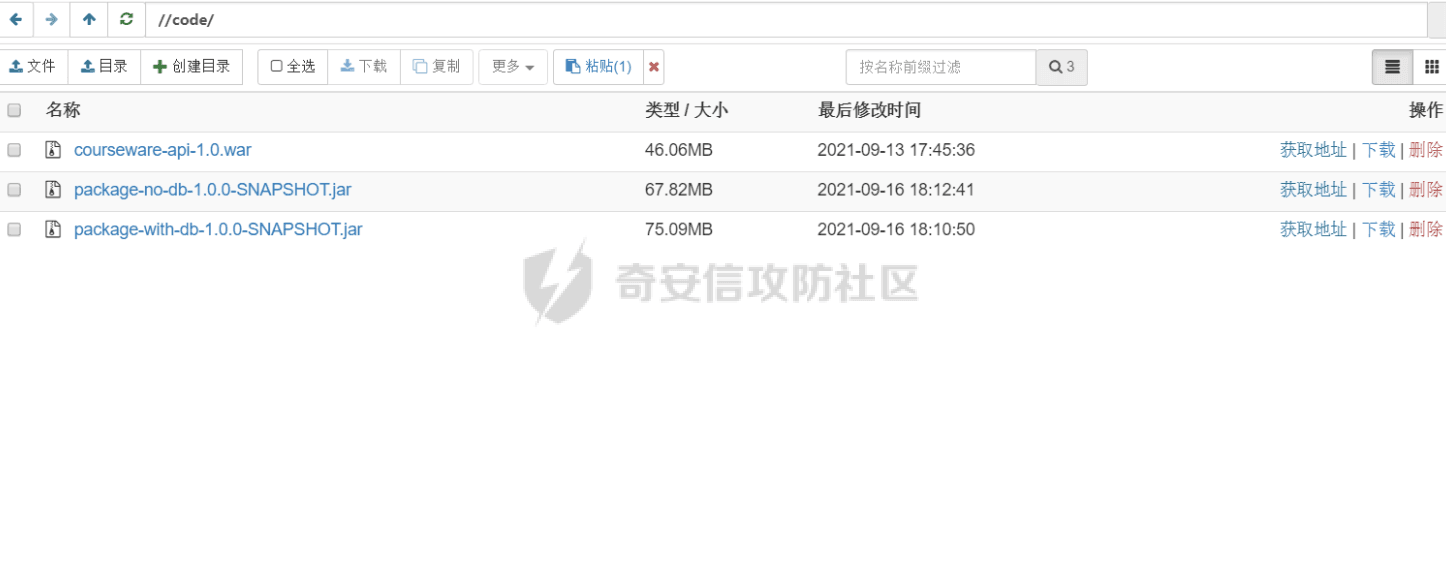 //code/
文件 目录 创建目录 全选 下载 复制 更多 粘贴(1) 按名称前缀过滤 3
名称 类型 / 大小 最后修改时间 操作
courseware-api-1.0.war 46.06MB 2021-09-13 17:45:36 获取地址 | 下载 | 删除
package-no-db-1.0.0-SNAPSHOT.jar 67.82MB 2021-09-16 18:12:41 获取地址 | 下载 | 删除
package-with-db-1.0.0-SNAPSHOT.jar 75.09MB 2021-09-16 18:10:50 获取地址 | 下载 | 删除
奇安信攻防社区